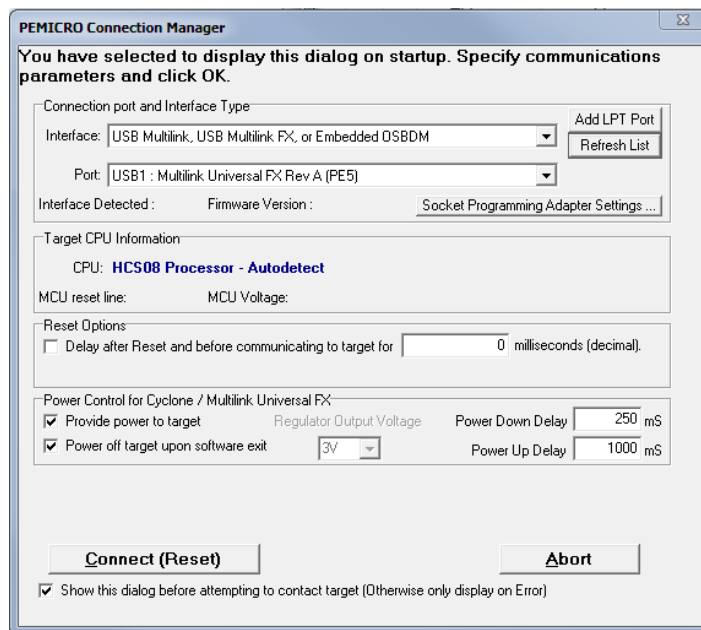 PEMICRO Connection Manager
You have selected to display this dialog on startup. Specify communications
parameters and click OK.
Connection port and Interface Type
Add LPT Port
Interface: USB Multilink, USB Multilink FX, or Embedded OSBDM
Refresh List
Port: USB1 : Multilink Universal FX Rev A (PE5)
Interface Detected : Firmware Version : Socket Programming Adapter Settings ...
Target CPU Information
CPU: HCS08 Processor - Autodetect
MCU reset line: MCU Voltage:
Reset Options
Delay after Reset and before communicating to target for 0 milliseconds (decimal).
Power Control for Cyclone / Multilink Universal FX
Provide power to target Regulator Output Voltage Power Down Delay 250 mS
Power off target upon software exit 3V Power Up Delay 1000 mS
Connect (Reset) Abort
Show this dialog before attempting to contact target (Otherwise only display on Error)